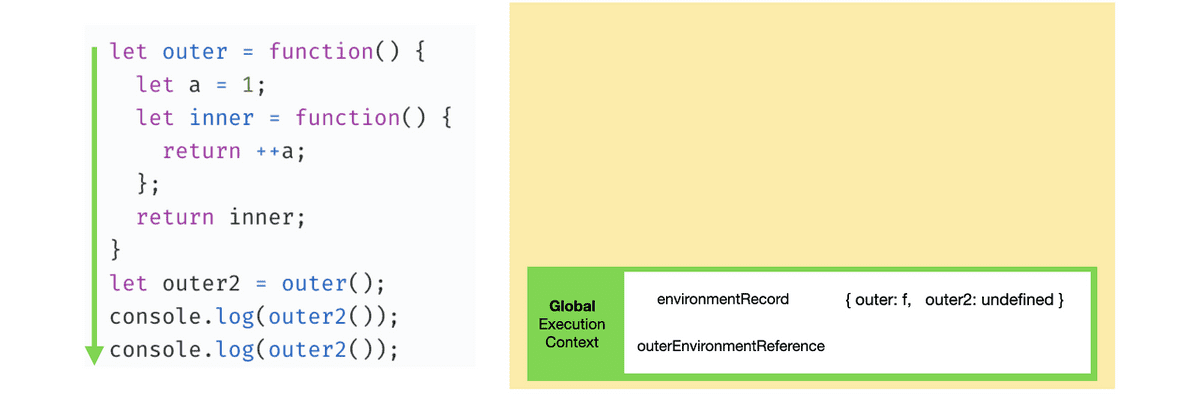 let outer = function() {
let a = 1;
let inner = function() {
return ++a;
};
return inner;
}
let outer2 = outer();
console.log(outer2());
console.log(outer2());
Global
Execution
Context
environmentRecord { outer: f, outer2: undefined }
outerEnvironmentReference